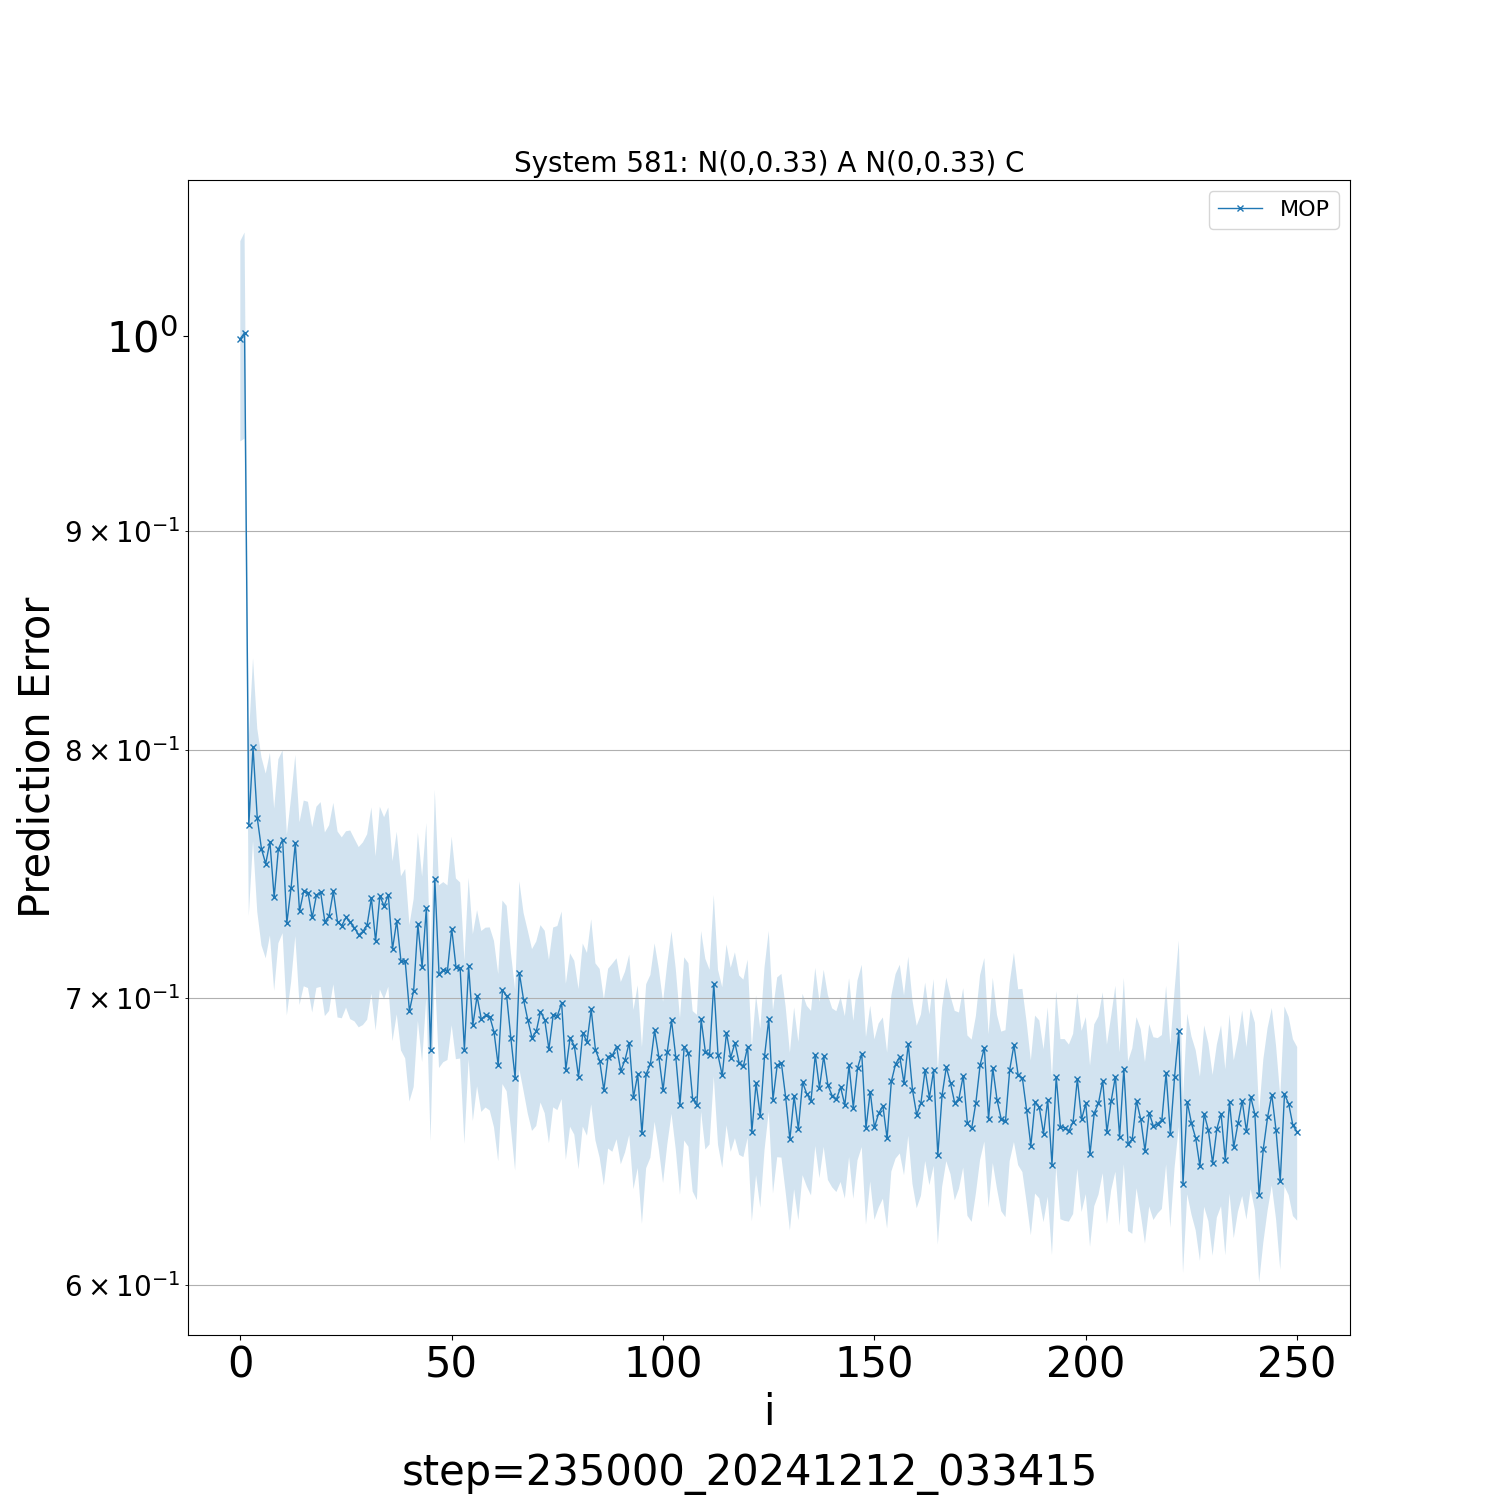 System 581: N(0,0.33) A N(0,0.33) C
MOP
10⁰
9 × 10⁻¹
8 × 10⁻¹
7 × 10⁻¹
6 × 10⁻¹
Prediction Error
0 50 100 150 200 250
i
step=235000_20241212_033415